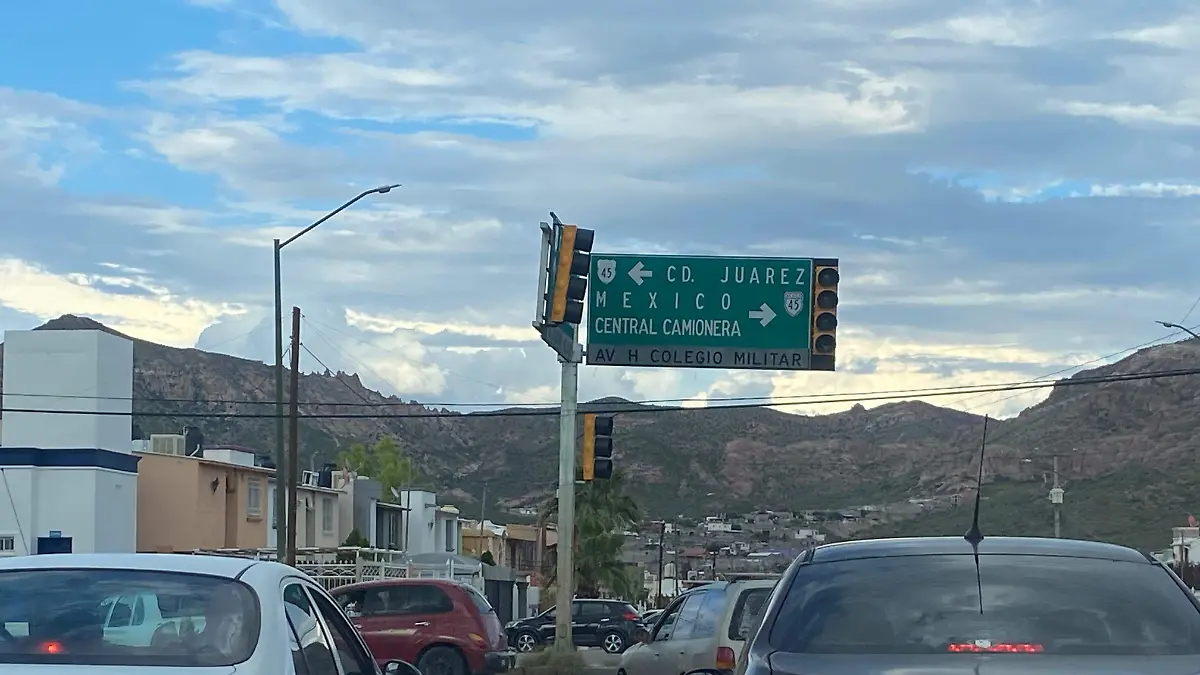 45 CD. JUAREZ
MEXICO 45
CENTRAL CAMIONERA
AV H COLEGIO MILITAR